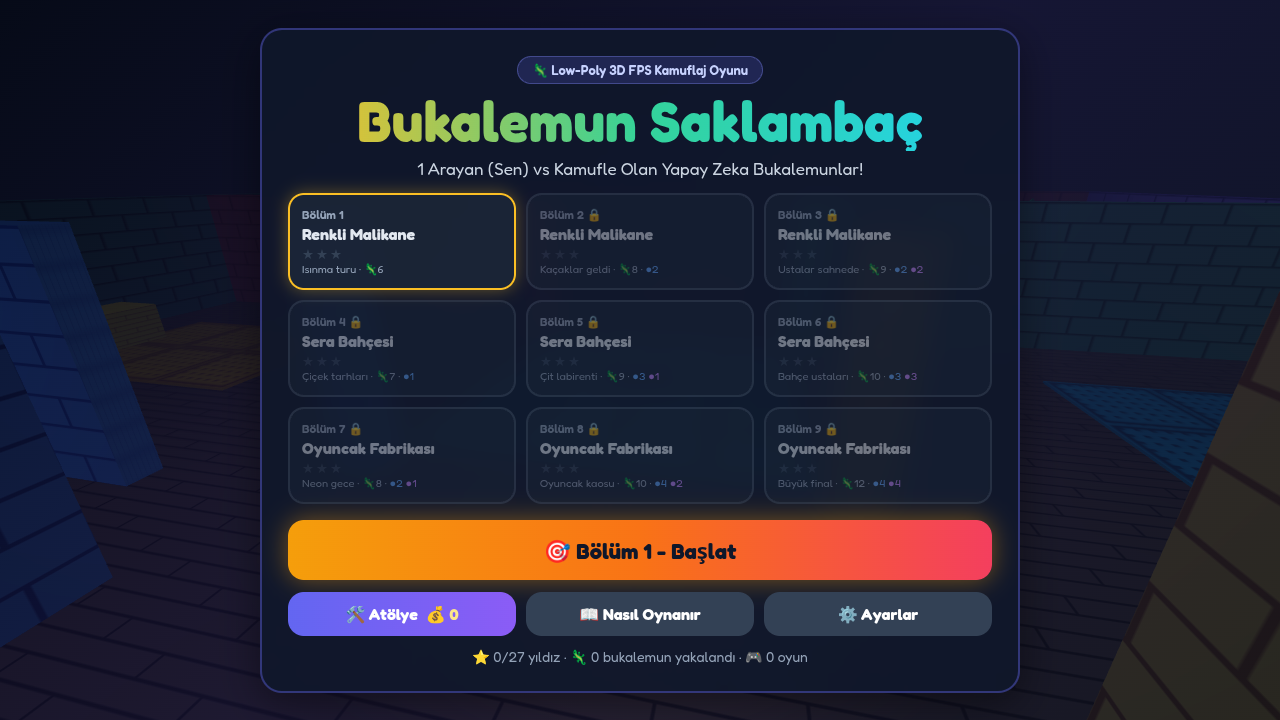 🦎 Low-Poly 3D FPS Kamuflaj Oyunu
Bukalemun Saklambaç
1 Arayan (Sen) vs Kamufle Olan Yapay Zeka Bukalemunlar!
Bölüm 1
Renkli Malikane
★ ★ ★
Isınma turu · 🦎6
Bölüm 2 🔒
Renkli Malikane
★ ★ ★
Kaçaklar geldi · 🦎8 · ●2
Bölüm 3 🔒
Renkli Malikane
★ ★ ★
Ustalar sahnede · 🦎9 · ●2 ●2
Bölüm 4 🔒
Sera Bahçesi
★ ★ ★
Çiçek tarhları · 🦎7 · ●1
Bölüm 5 🔒
Sera Bahçesi
★ ★ ★
Çit labirenti · 🦎9 · ●3 ●1
Bölüm 6 🔒
Sera Bahçesi
★ ★ ★
Bahçe ustaları · 🦎10 · ●3 ●3
Bölüm 7 🔒
Oyuncak Fabrikası
★ ★ ★
Neon gece · 🦎8 · ●2 ●1
Bölüm 8 🔒
Oyuncak Fabrikası
★ ★ ★
Oyuncak kaosu · 🦎10 · ●4 ●2
Bölüm 9 🔒
Oyuncak Fabrikası
★ ★ ★
Büyük final · 🦎12 · ●4 ●4
🎯 Bölüm 1 - Başlat
🛠️ Atölye 💰 0
📖 Nasıl Oynanır
⚙️ Ayarlar
⭐ 0/27 yıldız · 🦎 0 bukalemun yakalandı · 🎮 0 oyun